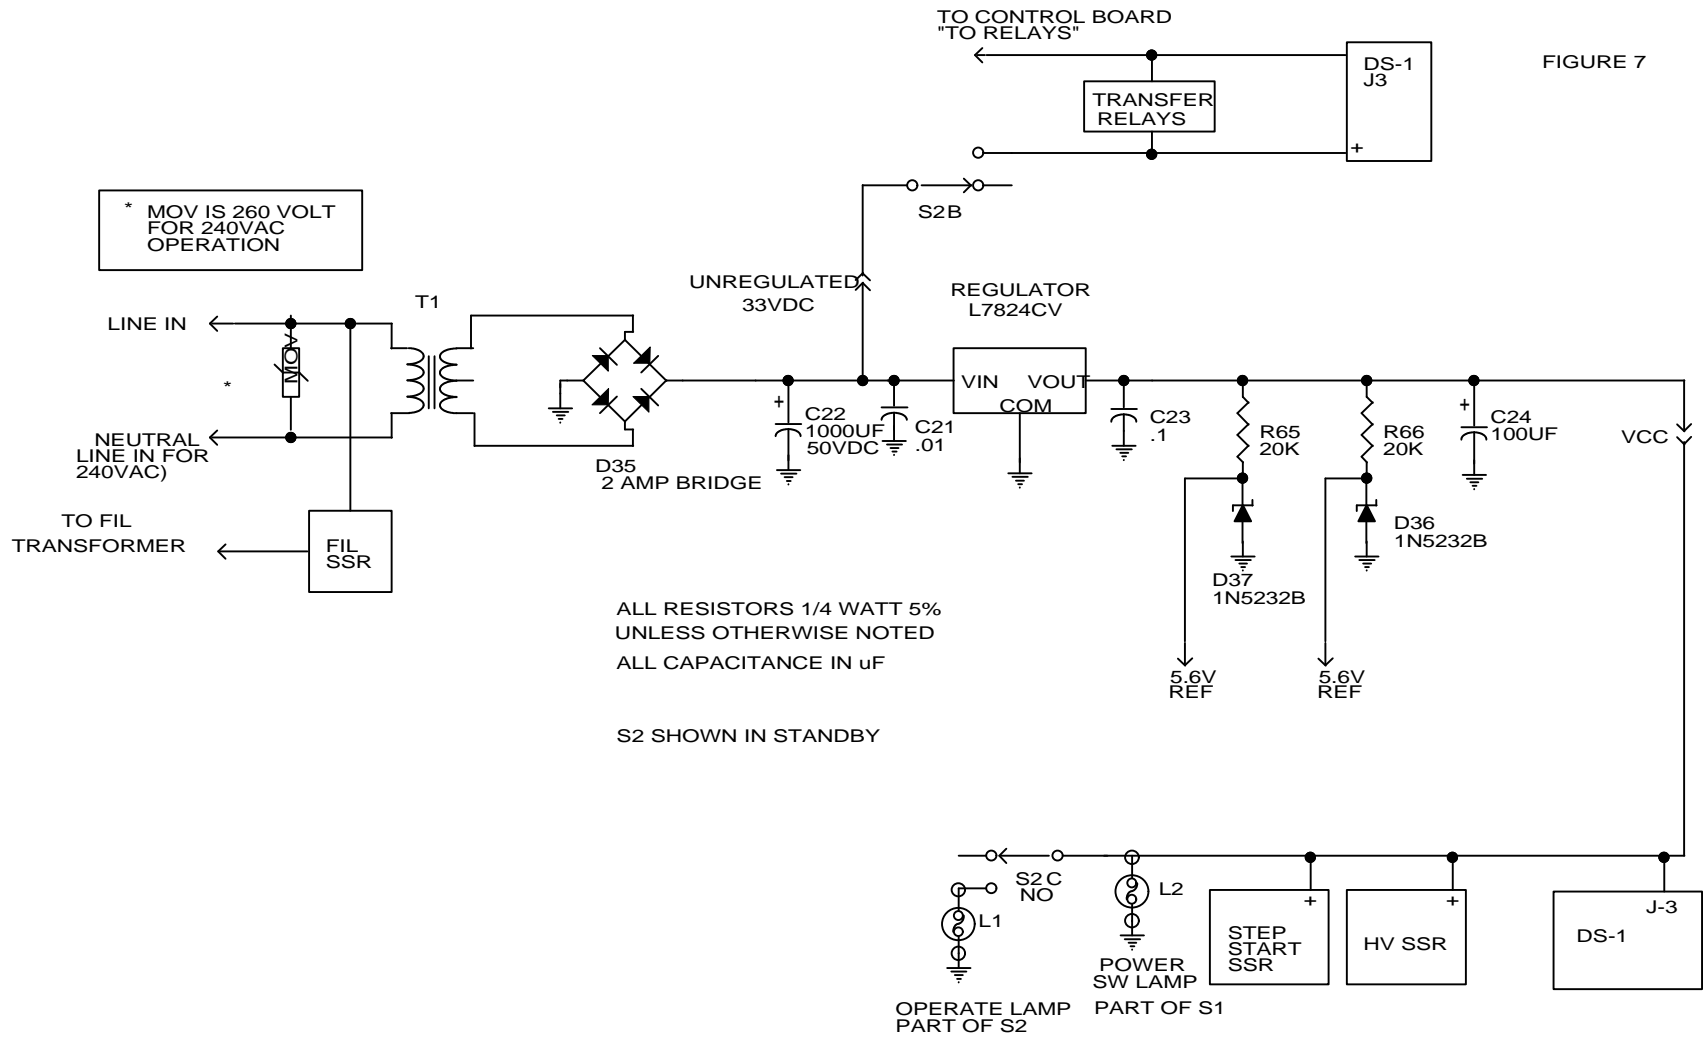 TO CONTROL BOARD
"TO RELAYS"
FIGURE 7
DS-1
J3
+
TRANSFER
RELAYS
* MOV IS 260 VOLT
FOR 240VAC
OPERATION
S2B
UNREGULATED
33VDC
REGULATOR
L7824CV
T1
LINE IN
MOV
*
VIN VOUT
COM
+
C22
1000UF
50VDC
C21
.01
C23
.1
R65
20K
R66
20K
+
C24
100UF
VCC
NEUTRAL
LINE IN FOR
240VAC)
D35
2 AMP BRIDGE
TO FIL
TRANSFORMER
FIL
SSR
D36
1N5232B
D37
1N5232B
ALL RESISTORS 1/4 WATT 5%
UNLESS OTHERWISE NOTED
ALL CAPACITANCE IN uF
5.6V
REF
5.6V
REF
S2 SHOWN IN STANDBY
S2C
NO
L2
L1
+
STEP
START
SSR
+
HV SSR
J-3
DS-1
POWER
SW LAMP
PART OF S1
OPERATE LAMP
PART OF S2